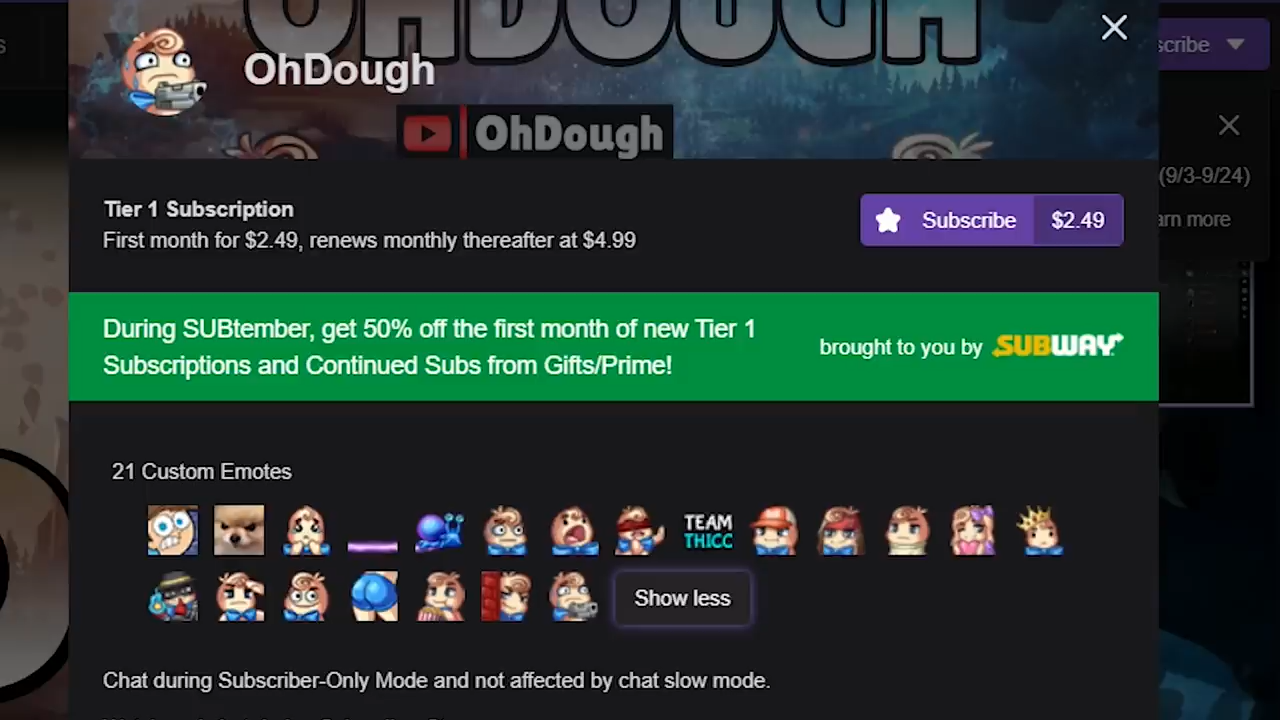 OHDOUGH
OhDough
OhDough
Tier 1 Subscription
First month for $2.49, renews monthly thereafter at $4.99
Subscribe $2.49
scribe
(9/3-9/24)
arn more
During SUBtember, get 50% off the first month of new Tier 1
Subscriptions and Continued Subs from Gifts/Prime!
brought to you by SUBWAY
21 Custom Emotes
TEAM
THICC
Show less
Chat during Subscriber-Only Mode and not affected by chat slow mode.